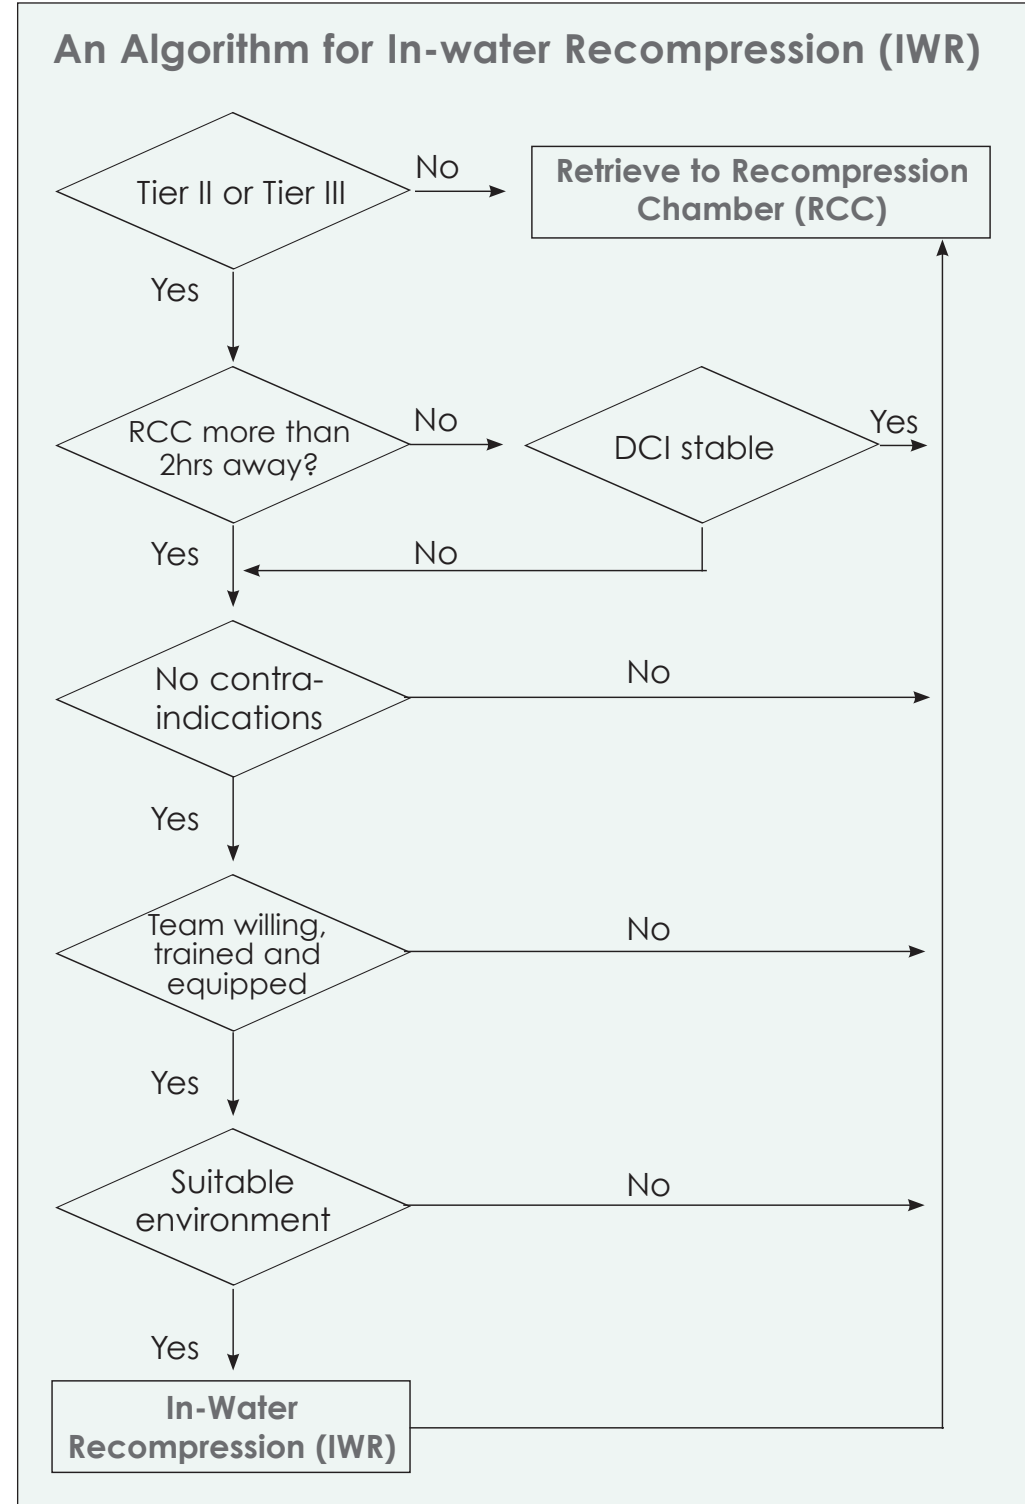 An Algorithm for In-water Recompression (IWR)
Tier II or Tier III
No
Retrieve to Recompression
Chamber (RCC)
Yes
RCC more than
2hrs away?
No
DCI stable
Yes
Yes
No
No contra-
indications
No
Yes
Team willing,
trained and
equipped
No
Yes
Suitable
environment
No
Yes
In-Water
Recompression (IWR)